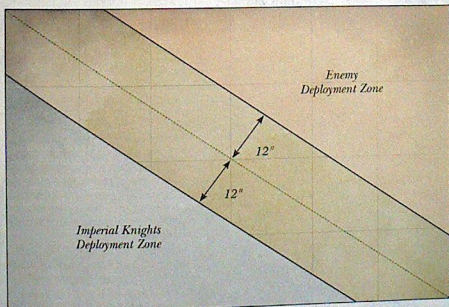 Enemy
Deployment Zone
12"
12"
Imperial Knights
Deployment Zone